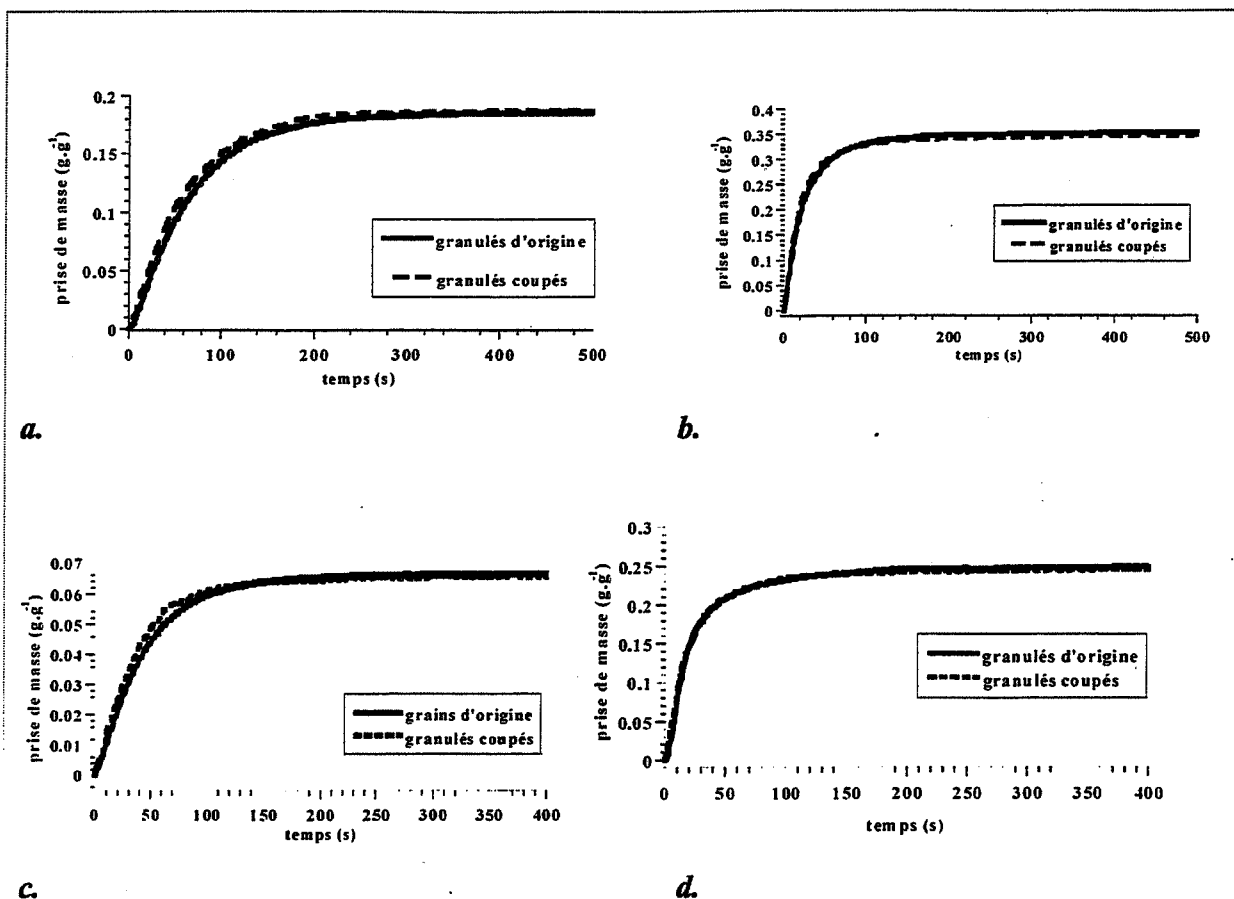 0.2
0.15
0.1
0.05
0
prise de masse (g.g⁻¹)
granulés d'origine
granulés coupés
0 100 200 300 400 500
temps (s)
a.
0.4
0.35
0.3
0.25
0.2
0.15
0.1
0.05
0
prise de masse (g.g⁻¹)
granulés d'origine
granulés coupés
0 100 200 300 400 500
temps (s)
b.
0.07
0.06
0.05
0.04
0.03
0.02
0.01
0
prise de masse (g.g⁻¹)
grains d'origine
granulés coupés
0 50 100 150 200 250 300 350 400
temps (s)
c.
0.3
0.25
0.2
0.15
0.1
0.05
0
prise de masse (g.g⁻¹)
granulés d'origine
granulés coupés
0 50 100 150 200 250 300 350 400
temps (s)
d.